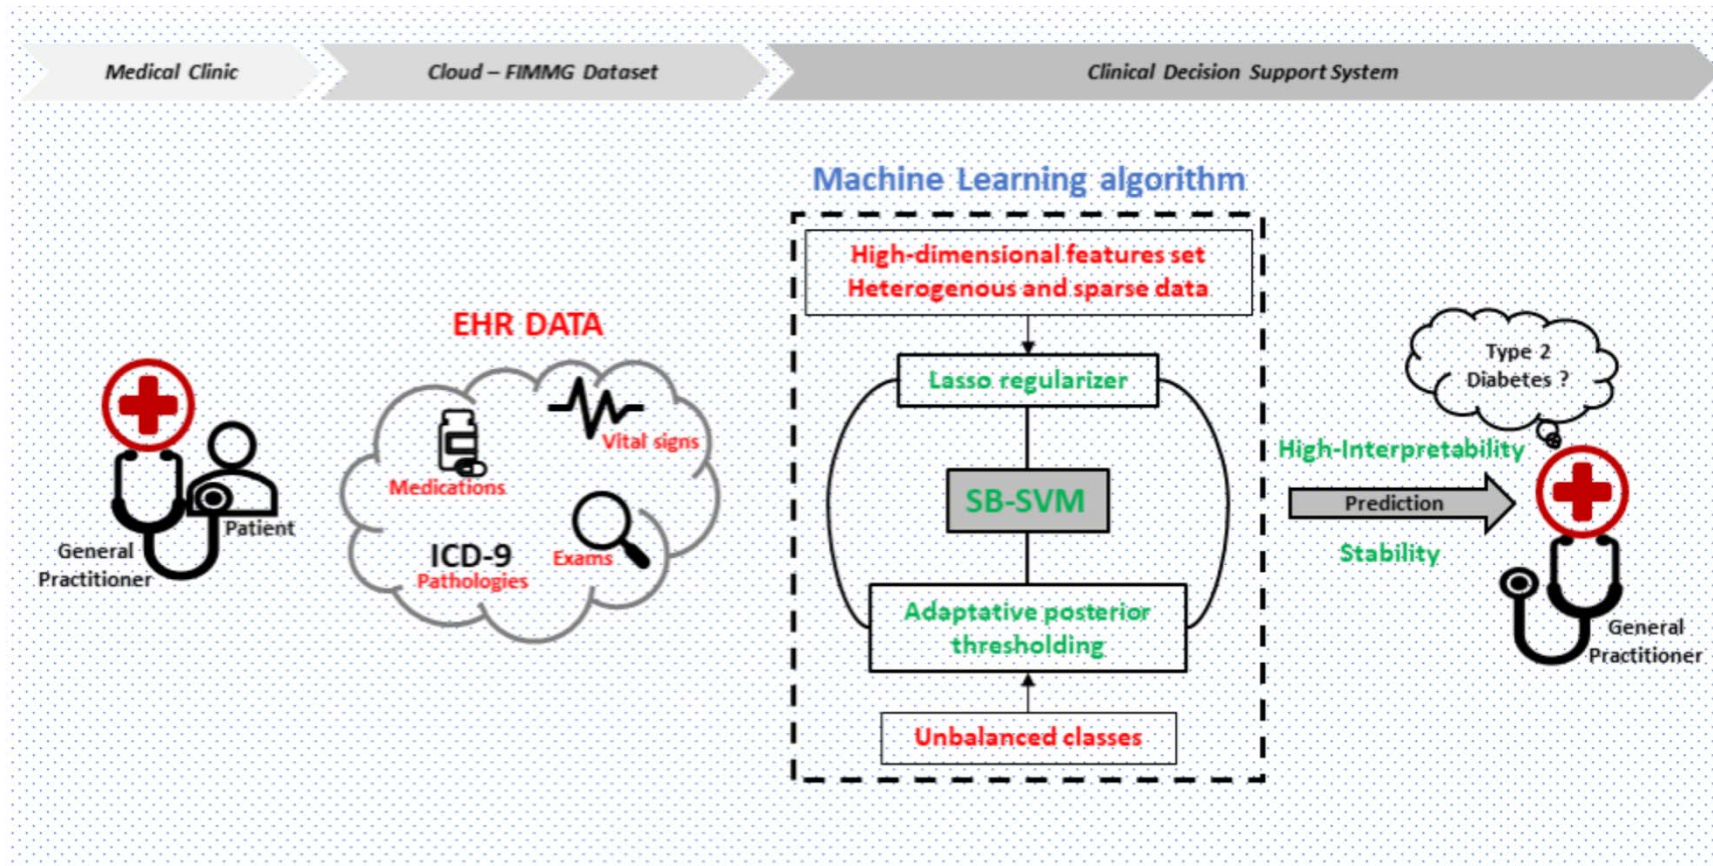 Medical Clinic
Cloud – FIMMG Dataset
Clinical Decision Support System
Machine Learning algorithm
High-dimensional features set
Heterogenous and sparse data
EHR DATA
Lasso regularizer
Type 2
Diabetes ?
Vital signs
Medications
High-Interpretability
SB-SVM
Prediction
Patient
General
Practitioner
ICD-9
Pathologies
Exams
Stability
Adaptative posterior
thresholding
General
Practitioner
Unbalanced classes